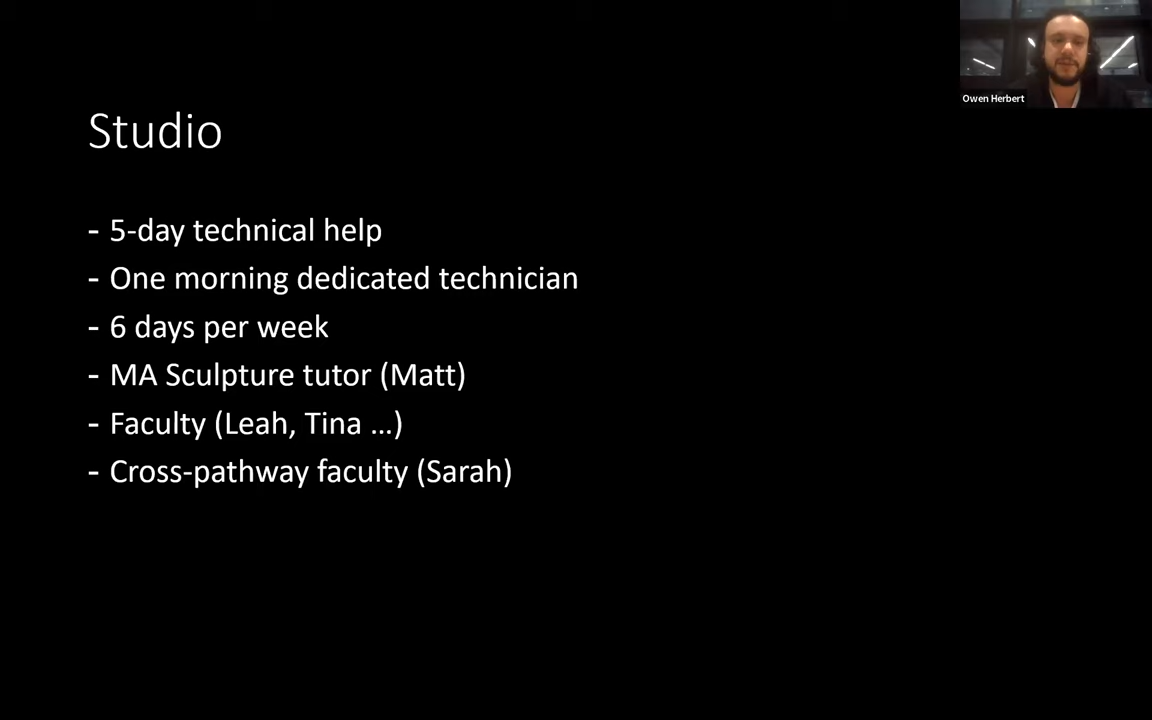 Owen Herbert
Studio
- 5-day technical help
- One morning dedicated technician
- 6 days per week
- MA Sculpture tutor (Matt)
- Faculty (Leah, Tina …)
- Cross-pathway faculty (Sarah)